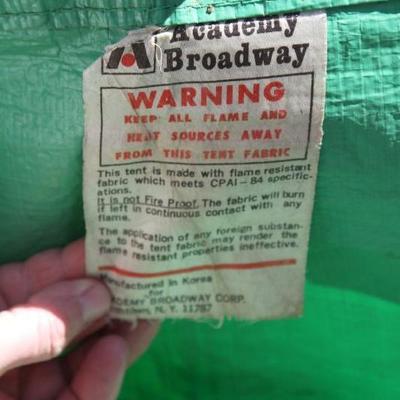 Academy
Broadway
WARNING
KEEP ALL FLAME AND
HEAT SOURCES AWAY
FROM THIS TENT FABRIC
This tent is made with flame resistant
fabric which meets CPAI-84 specific-
ations.
It is not Fire Proof. The fabric will burn
if left in continuous contact with any
flame.
The application of any foreign substan-
ce to the tent fabric may render the
flame resistant properties ineffective.
Manufactured in Korea
for
ADEMY BROADWAY CORP.
N.Y. 11787